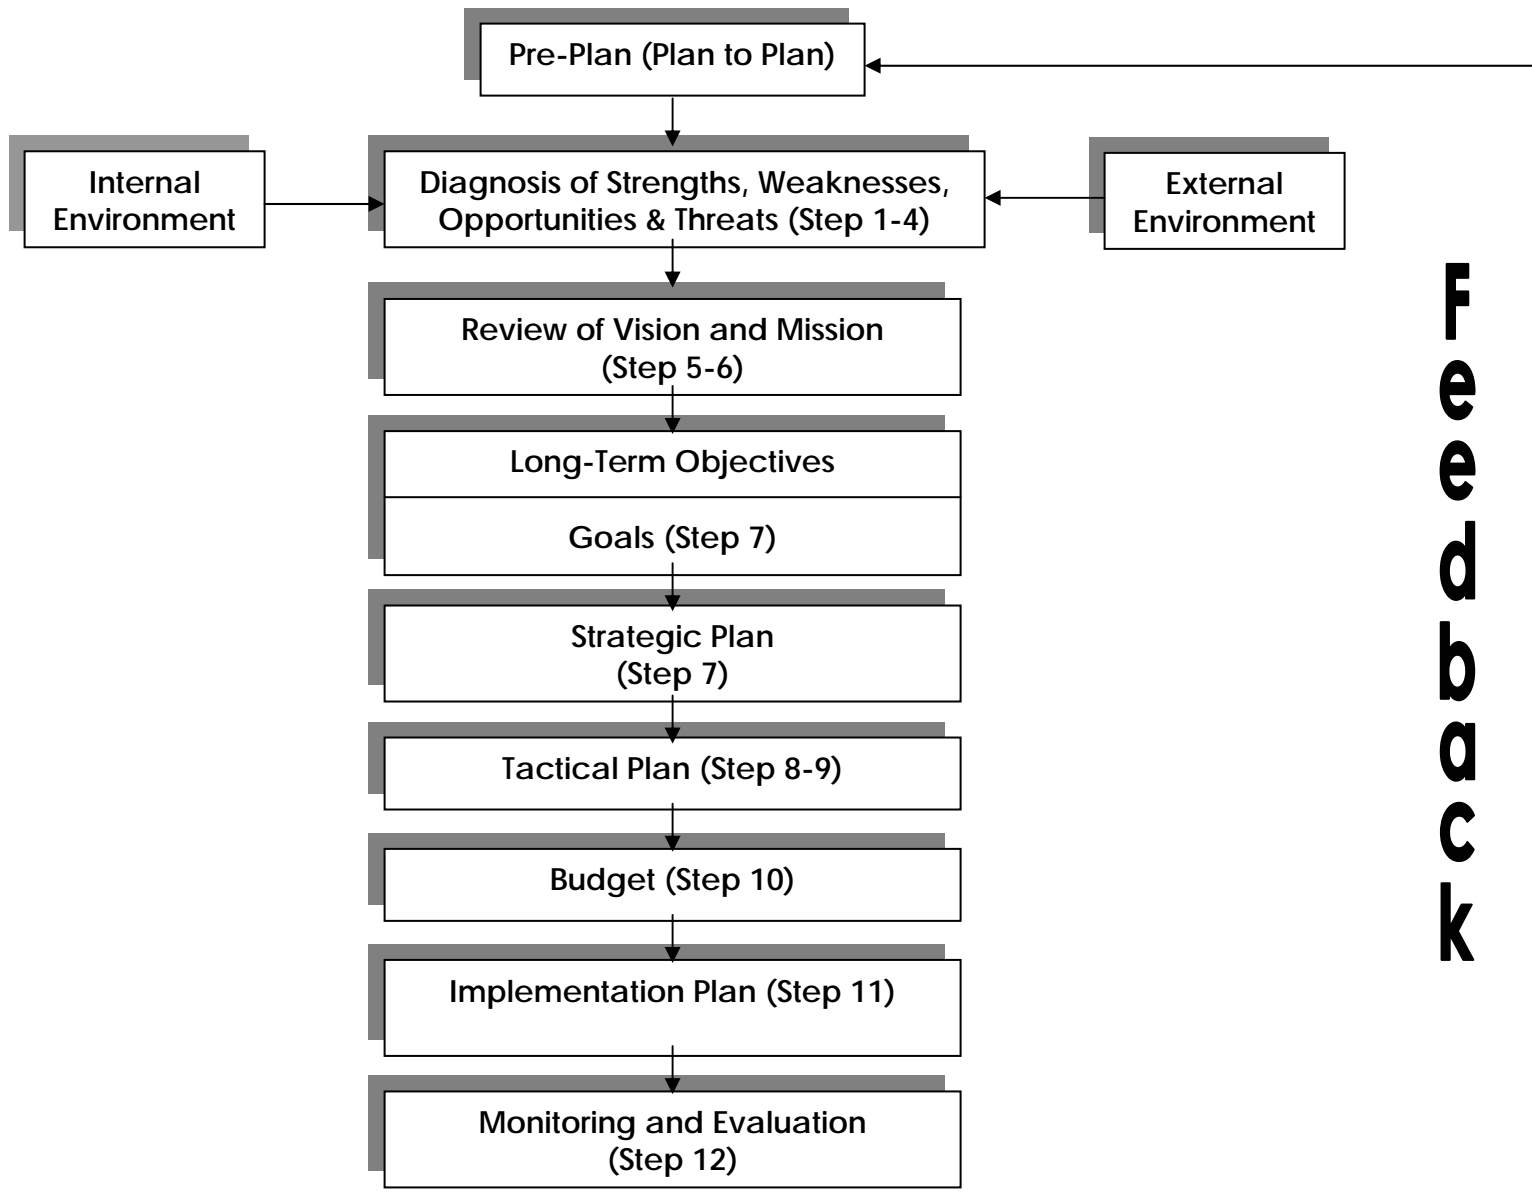 Pre-Plan (Plan to Plan)
Internal
Environment
Diagnosis of Strengths, Weaknesses,
Opportunities & Threats (Step 1-4)
External
Environment
Review of Vision and Mission
(Step 5-6)
Long-Term Objectives
Goals (Step 7)
Strategic Plan
(Step 7)
Tactical Plan (Step 8-9)
Budget (Step 10)
Implementation Plan (Step 11)
Monitoring and Evaluation
(Step 12)
Feedback